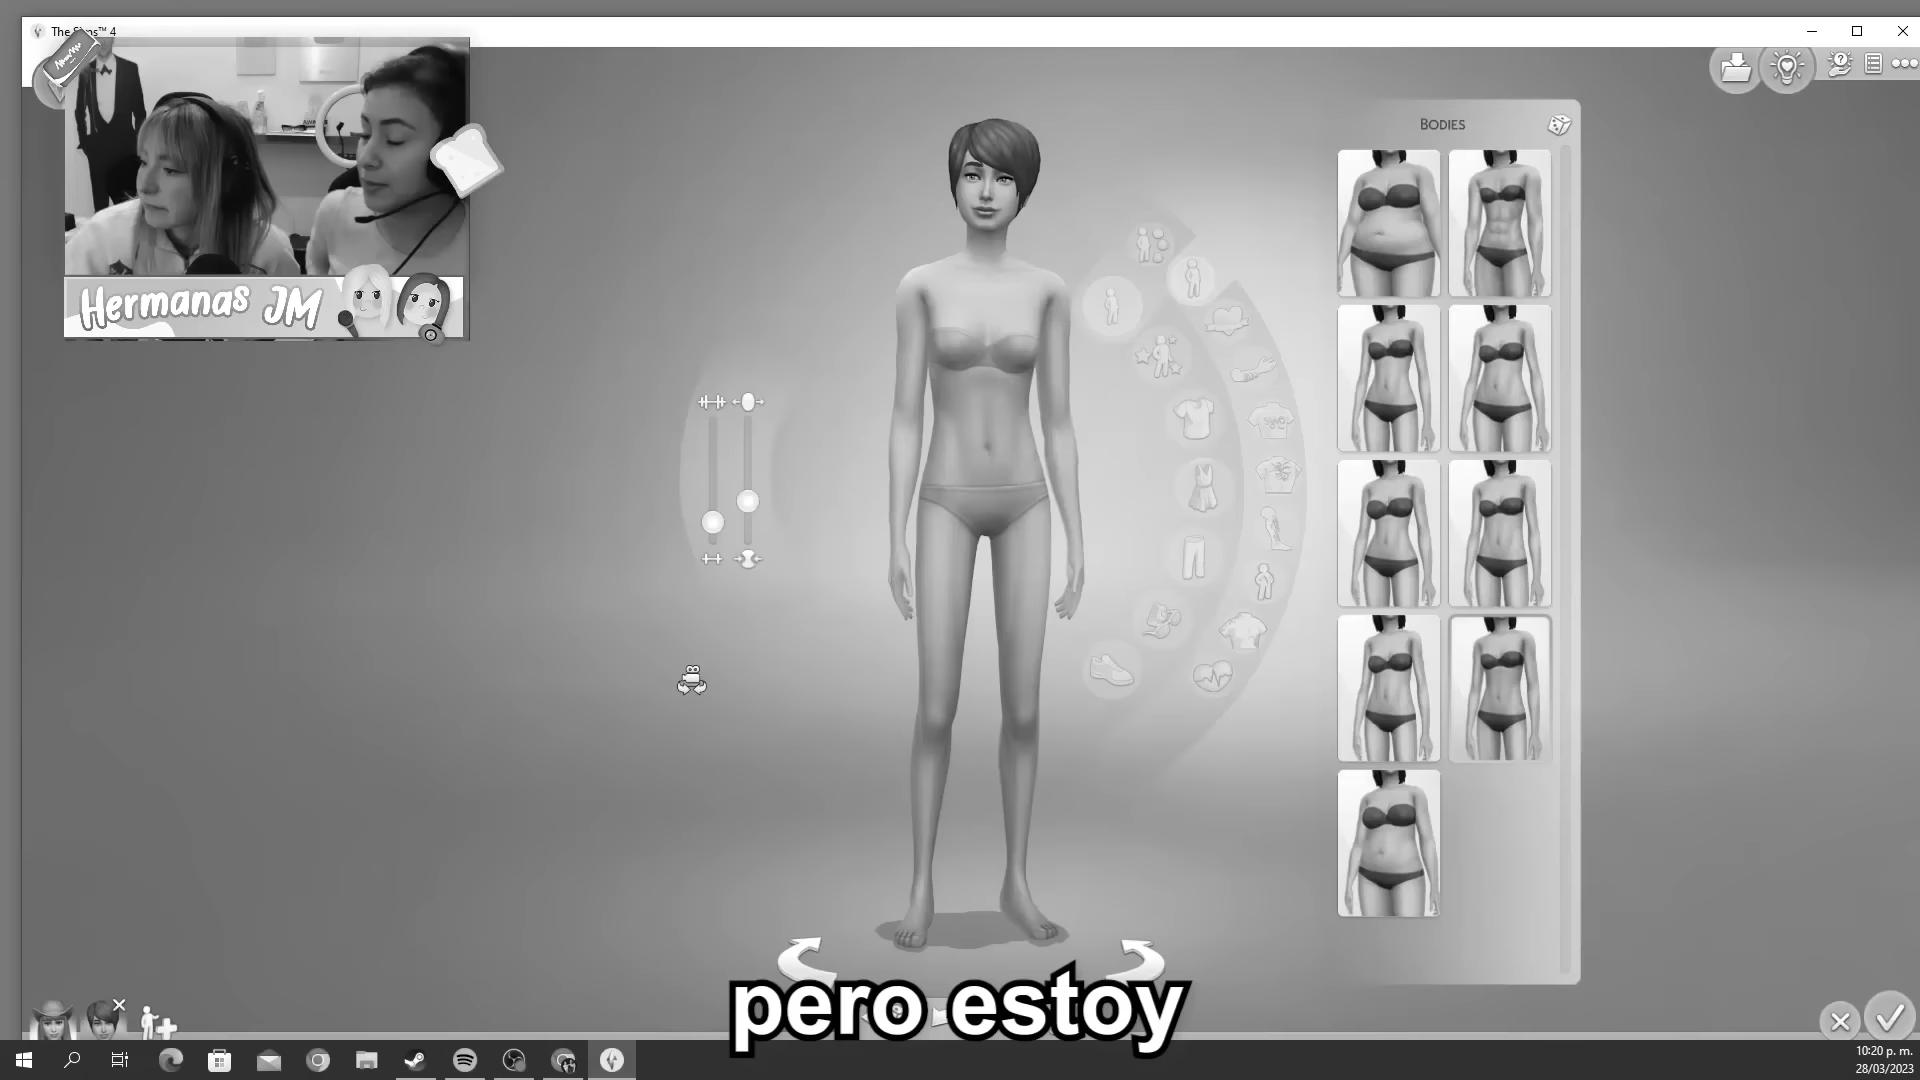 The Sims™ 4
BODIES
Hermanas JM
pero estoy
10:20 p. m.
28/03/2023